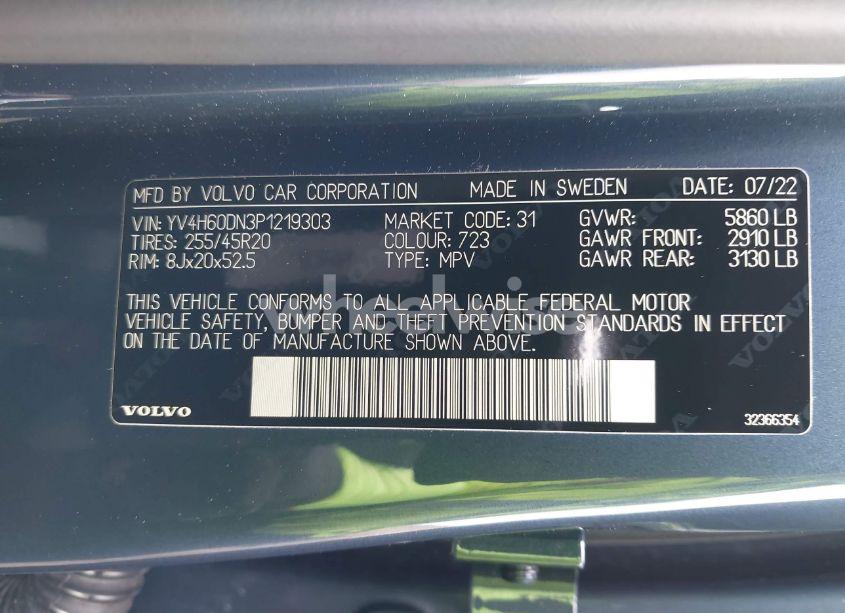 MFD BY VOLVO CAR CORPORATION MADE IN SWEDEN DATE: 07/22
VIN: YV4H60DN3P1219303 MARKET CODE: 31 GVWR: 5860 LB
TIRES: 255/45R20 COLOUR: 723 GAWR FRONT: 2910 LB
RIM: 8Jx20x52.5 TYPE: MPV GAWR REAR: 3130 LB
THIS VEHICLE CONFORMS TO ALL APPLICABLE FEDERAL MOTOR
VEHICLE SAFETY, BUMPER AND THEFT PREVENTION STANDARDS IN EFFECT
ON THE DATE OF MANUFACTURE SHOWN ABOVE.
VOLVO 32366354